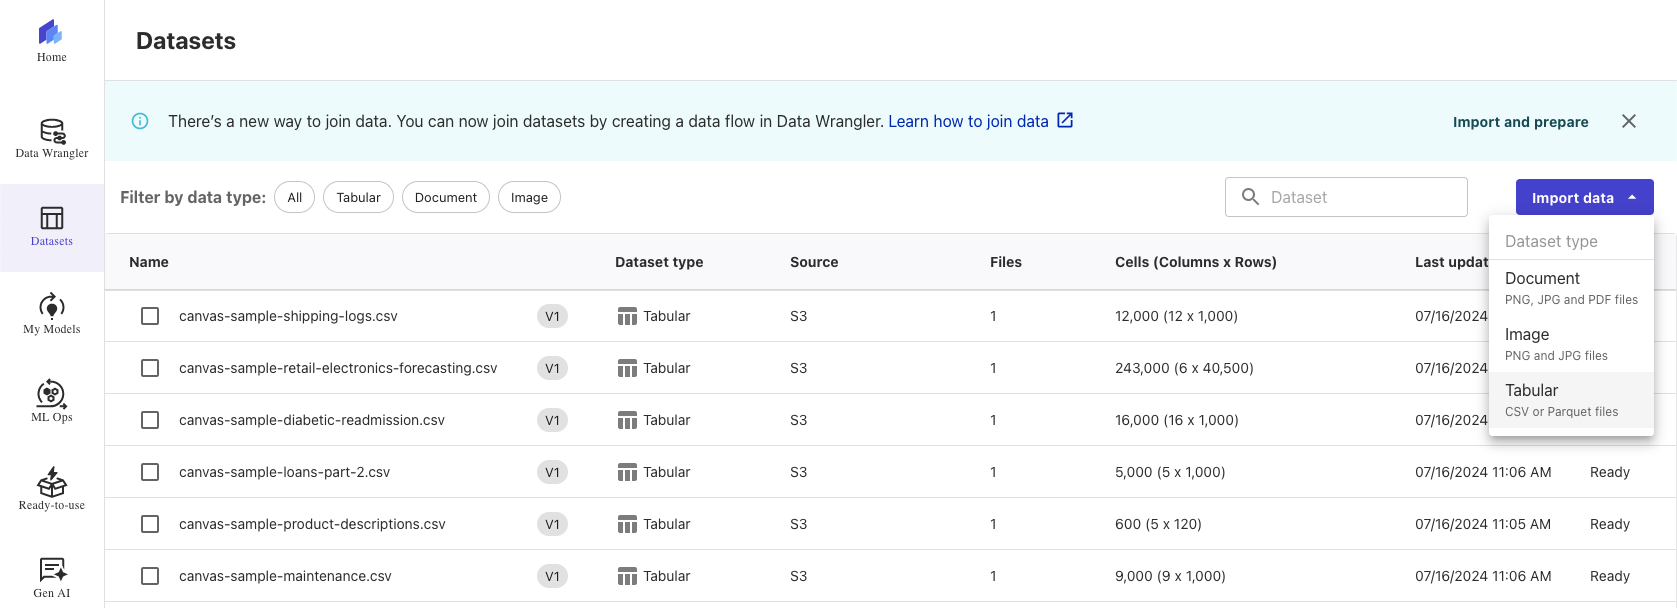 Home
Data Wrangler
Datasets
My Models
ML Ops
Ready-to-use
Gen AI
Datasets
There's a new way to join data. You can now join datasets by creating a data flow in Data Wrangler. Learn how to join data
Import and prepare
Filter by data type: All Tabular Document Image
Dataset
Import data
Dataset type
Document
PNG, JPG and PDF files
Image
PNG and JPG files
Tabular
CSV or Parquet files
Name Dataset type Source Files Cells (Columns x Rows) Last updat
canvas-sample-shipping-logs.csv V1 Tabular S3 1 12,000 (12 x 1,000) 07/16/2024
canvas-sample-retail-electronics-forecasting.csv V1 Tabular S3 1 243,000 (6 x 40,500) 07/16/2024
canvas-sample-diabetic-readmission.csv V1 Tabular S3 1 16,000 (16 x 1,000) 07/16/2024
canvas-sample-loans-part-2.csv V1 Tabular S3 1 5,000 (5 x 1,000) 07/16/2024 11:06 AM Ready
canvas-sample-product-descriptions.csv V1 Tabular S3 1 600 (5 x 120) 07/16/2024 11:05 AM Ready
canvas-sample-maintenance.csv V1 Tabular S3 1 9,000 (9 x 1,000) 07/16/2024 11:06 AM Ready